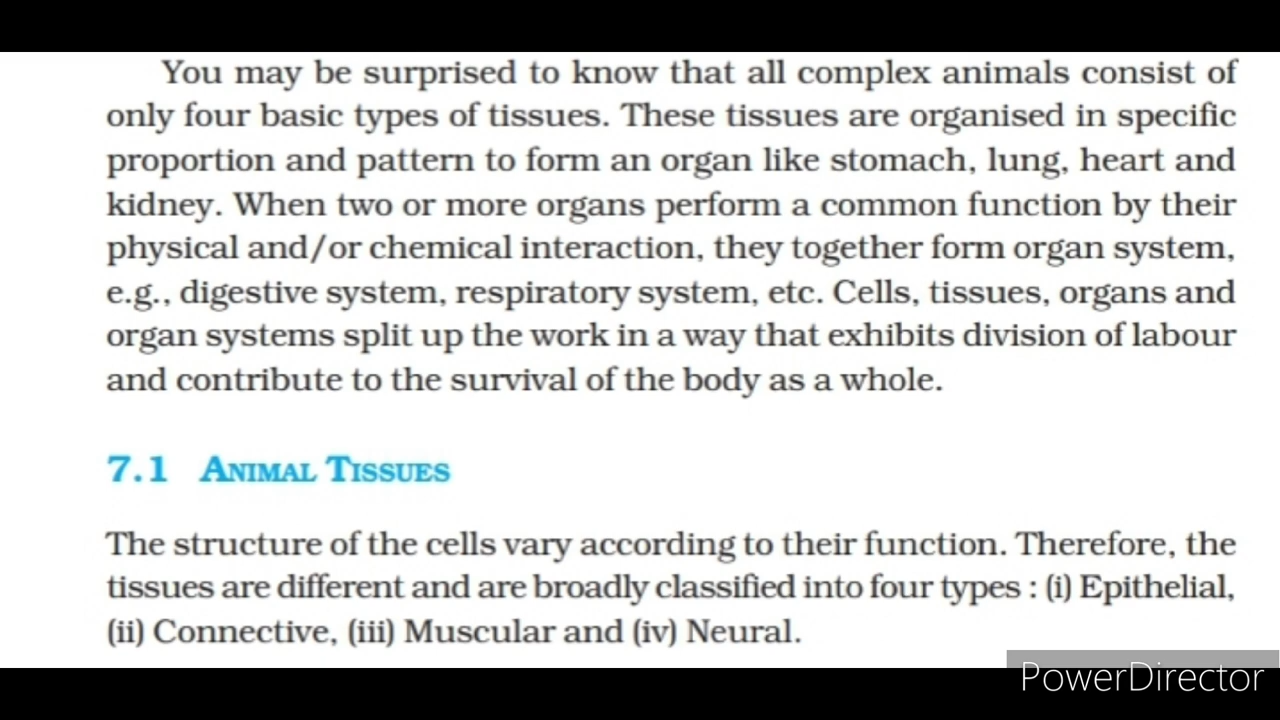 You may be surprised to know that all complex animals consist of
only four basic types of tissues. These tissues are organised in specific
proportion and pattern to form an organ like stomach, lung, heart and
kidney. When two or more organs perform a common function by their
physical and/or chemical interaction, they together form organ system,
e.g., digestive system, respiratory system, etc. Cells, tissues, organs and
organ systems split up the work in a way that exhibits division of labour
and contribute to the survival of the body as a whole.
7.1 ANIMAL TISSUES
The structure of the cells vary according to their function. Therefore, the
tissues are different and are broadly classified into four types : (i) Epithelial,
(ii) Connective, (iii) Muscular and (iv) Neural.
PowerDirector